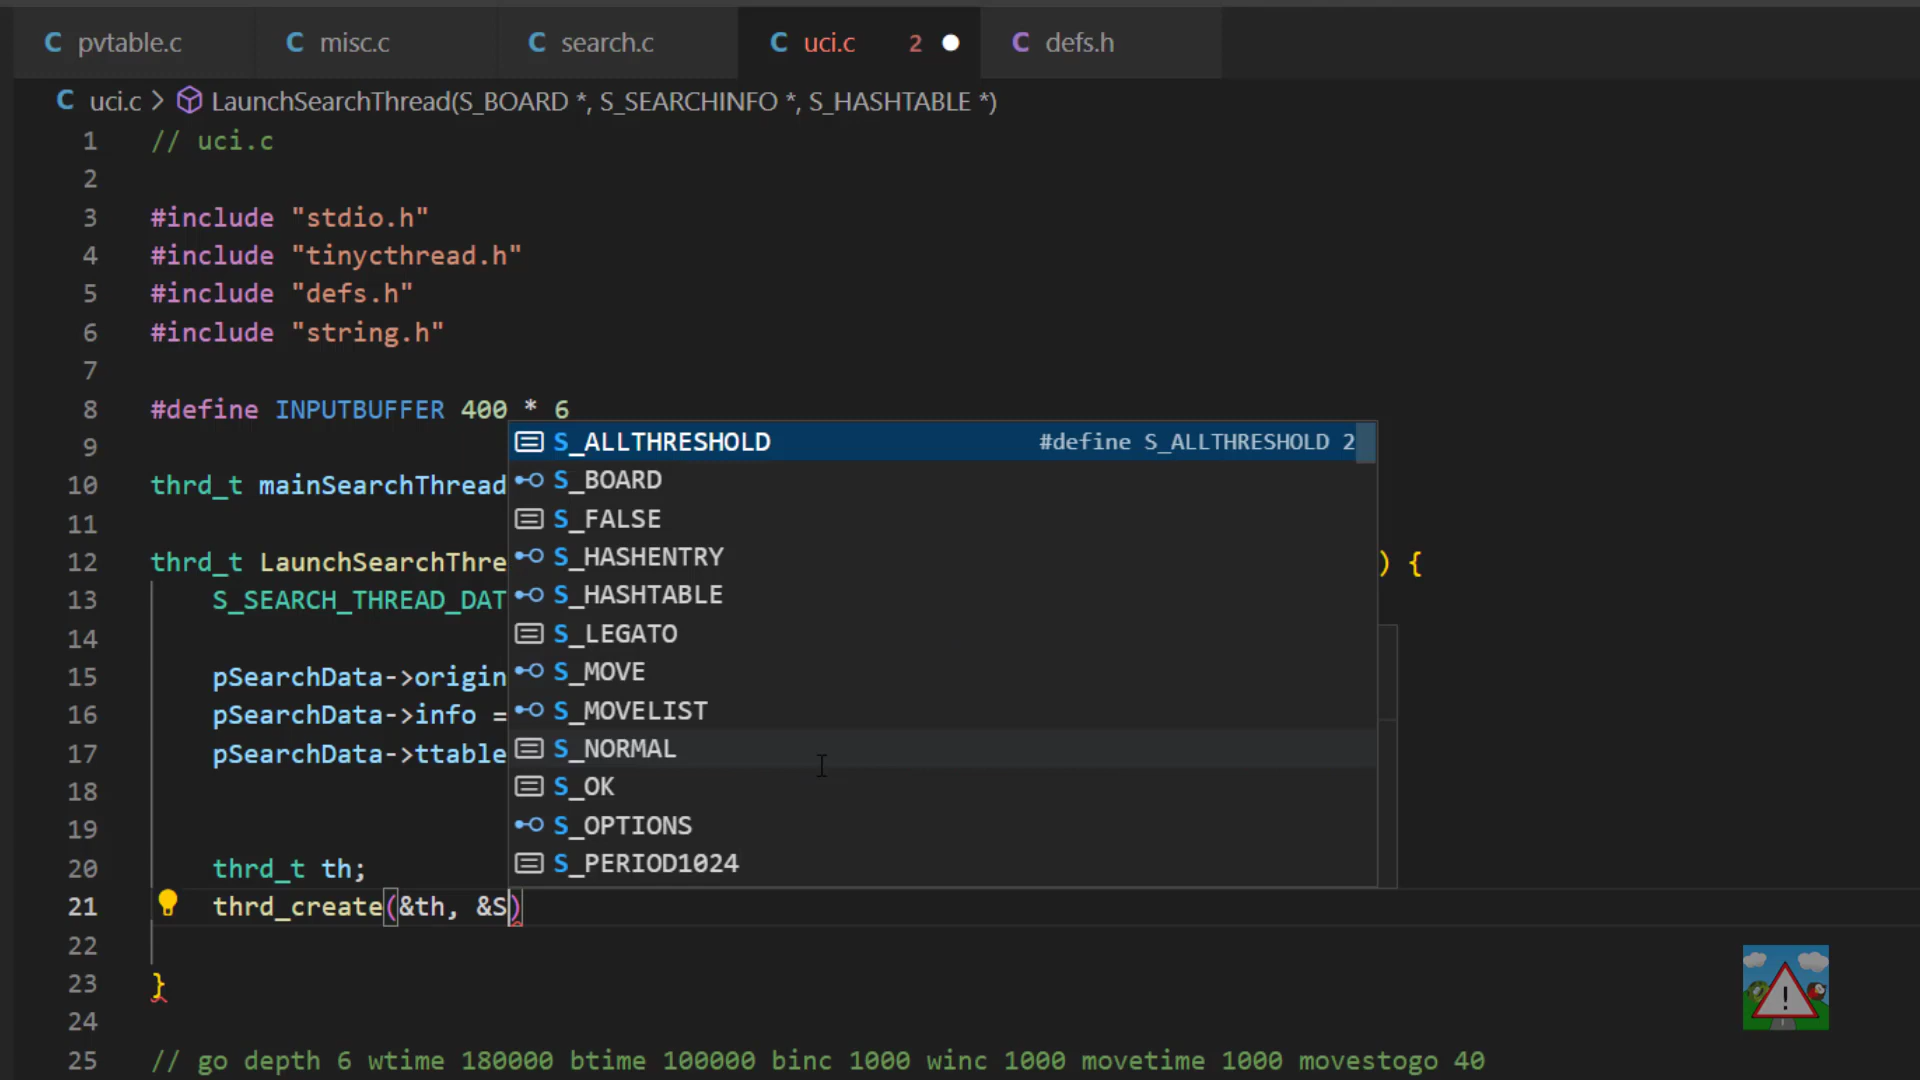 C pvtable.c C misc.c C search.c C uci.c 2 C defs.h
C uci.c > LaunchSearchThread(S_BOARD *, S_SEARCHINFO *, S_HASHTABLE *)
1 // uci.c
2
3 #include "stdio.h"
4 #include "tinycthread.h"
5 #include "defs.h"
6 #include "string.h"
7
8 #define INPUTBUFFER 400 * 6
9 S_ALLTHRESHOLD #define S_ALLTHRESHOLD 2
10 thrd_t mainSearchThread S_BOARD
11 S_FALSE
12 thrd_t LaunchSearchThre S_HASHENTRY ) {
13 S_SEARCH_THREAD_DAT S_HASHTABLE
14 S_LEGATO
15 pSearchData->origin S_MOVE
16 pSearchData->info = S_MOVELIST
17 pSearchData->ttable S_NORMAL
18 S_OK
19 S_OPTIONS
20 thrd_t th; S_PERIOD1024
21 thrd_create(&th, &S)
22
23 }
24
25 // go depth 6 wtime 180000 btime 100000 binc 1000 winc 1000 movetime 1000 movestogo 40